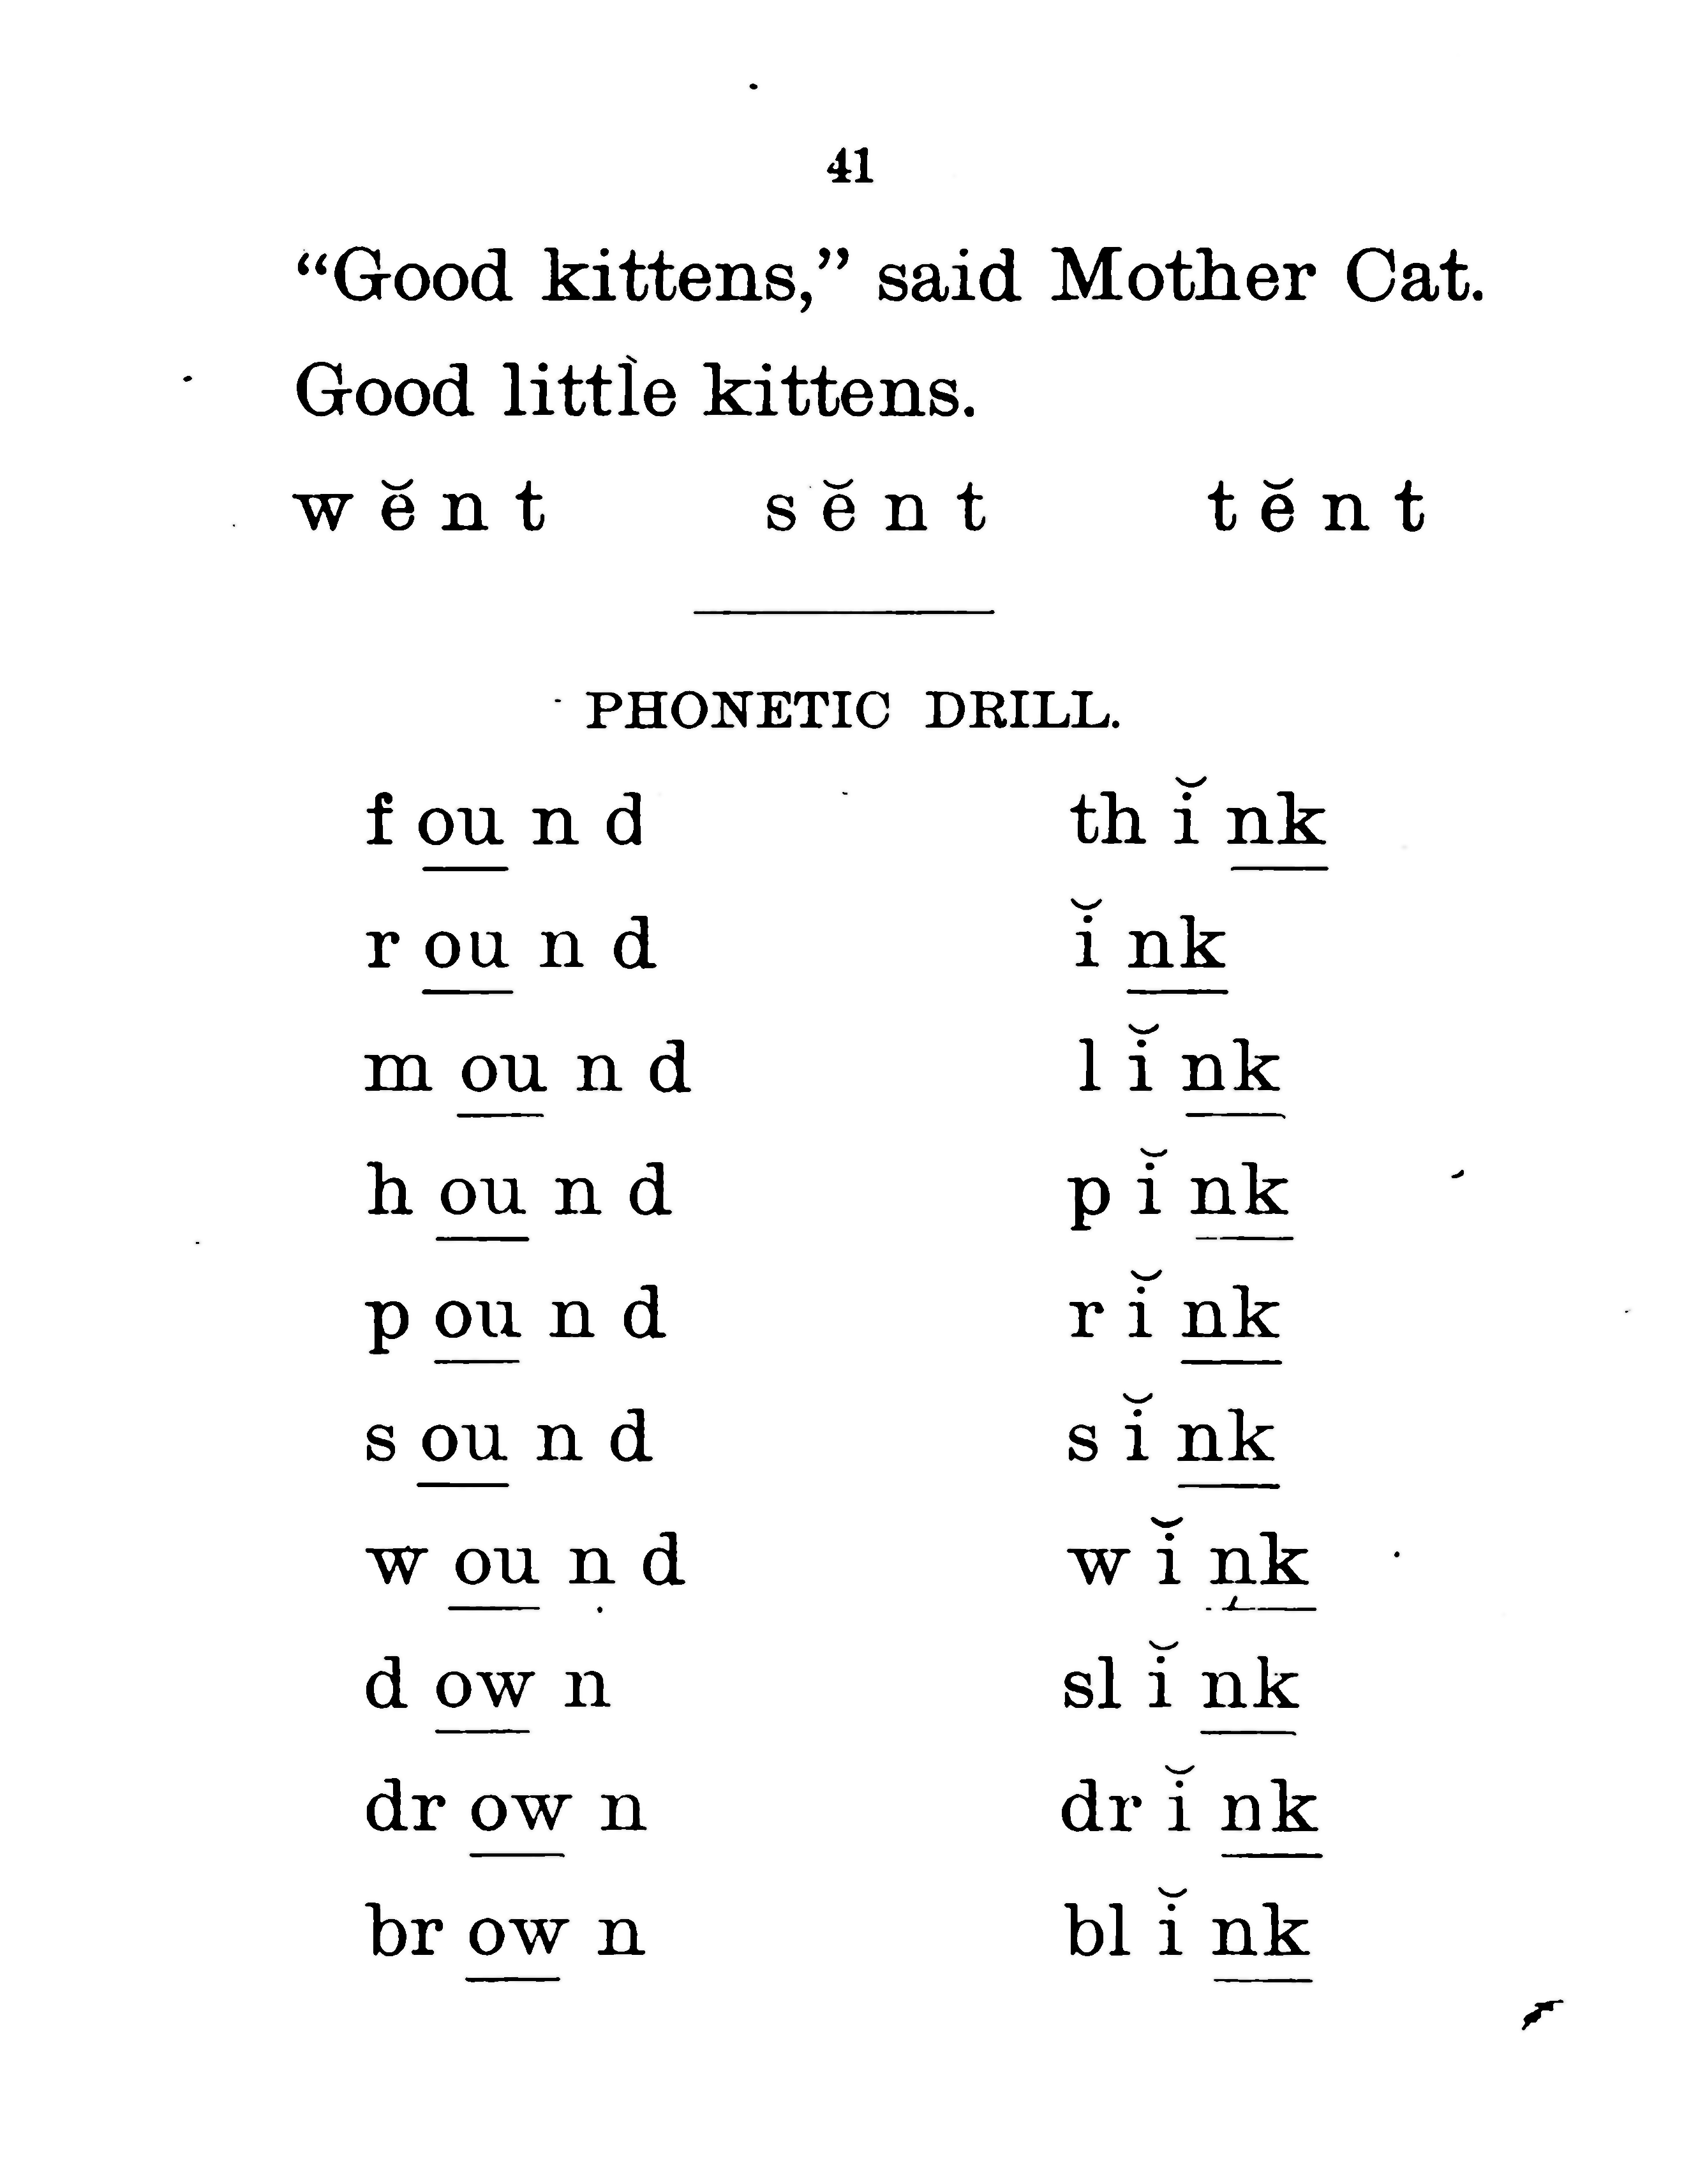 41
“Good kittens,” said Mother Cat.
Good little kittens.
w ĕ n t s ĕ n t t ĕ n t
PHONETIC DRILL.
f ou n d th ĭ nk
r ou n d ĭ nk
m ou n d l ĭ nk
h ou n d p ĭ nk
p ou n d r ĭ nk
s ou n d s ĭ nk
w ou n d w ĭ nk
d ow n sl ĭ nk
dr ow n dr ĭ nk
br ow n bl ĭ nk